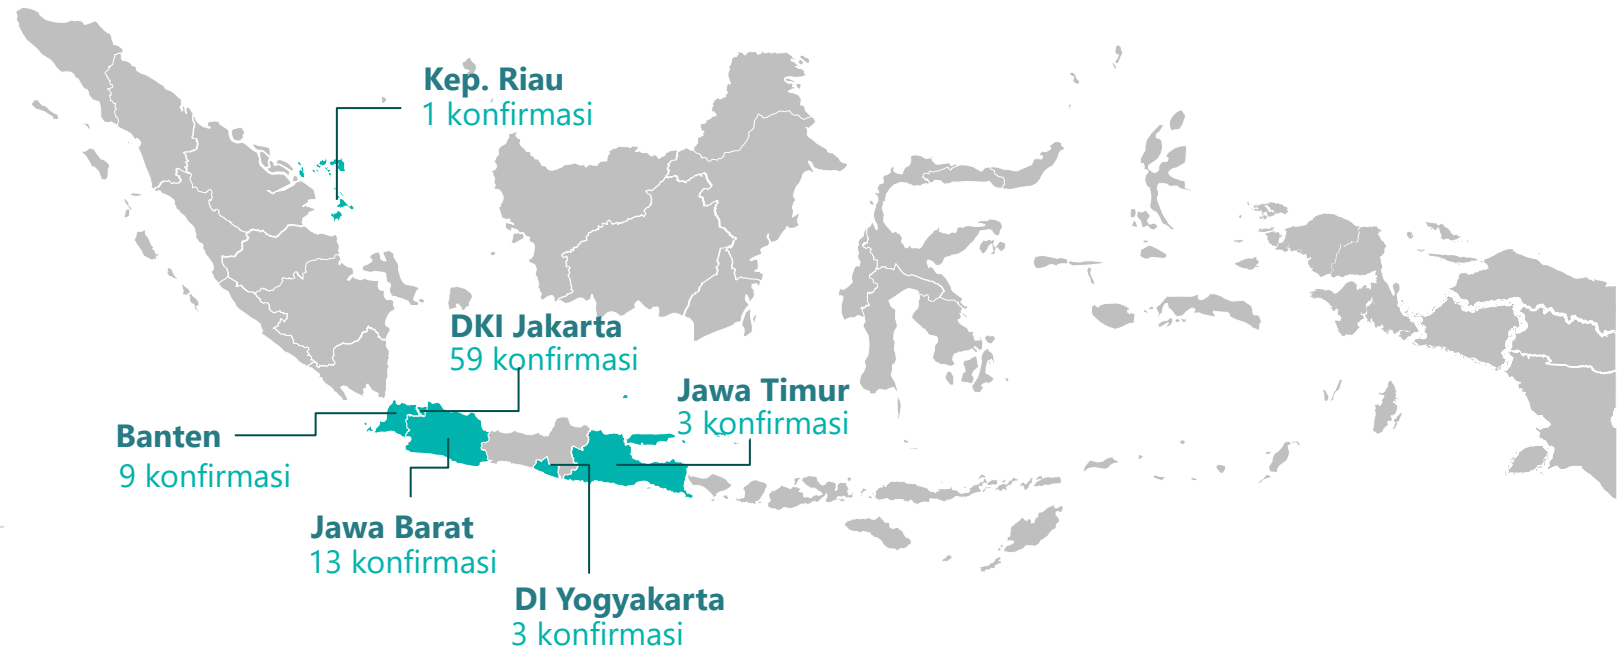 Kep. Riau
1 konfirmasi
DKI Jakarta
59 konfirmasi
Jawa Timur
3 konfirmasi
Banten
9 konfirmasi
Jawa Barat
13 konfirmasi
DI Yogyakarta
3 konfirmasi